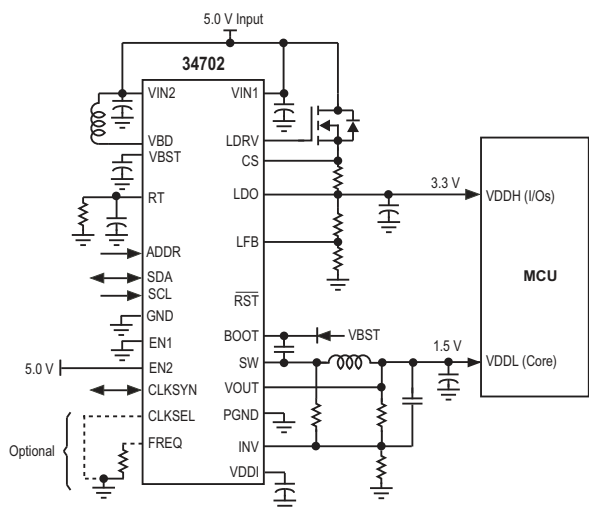 5.0 V Input
34702
VIN2
VIN1
VBD
LDRV
VBST
CS
RT
LDO
3.3 V
VDDH (I/Os)
LFB
ADDR
SDA
SCL
RST
MCU
GND
BOOT
VBST
EN1
SW
1.5 V
VDDL (Core)
5.0 V
EN2
VOUT
CLKSYN
CLKSEL
PGND
Optional
FREQ
INV
VDDI